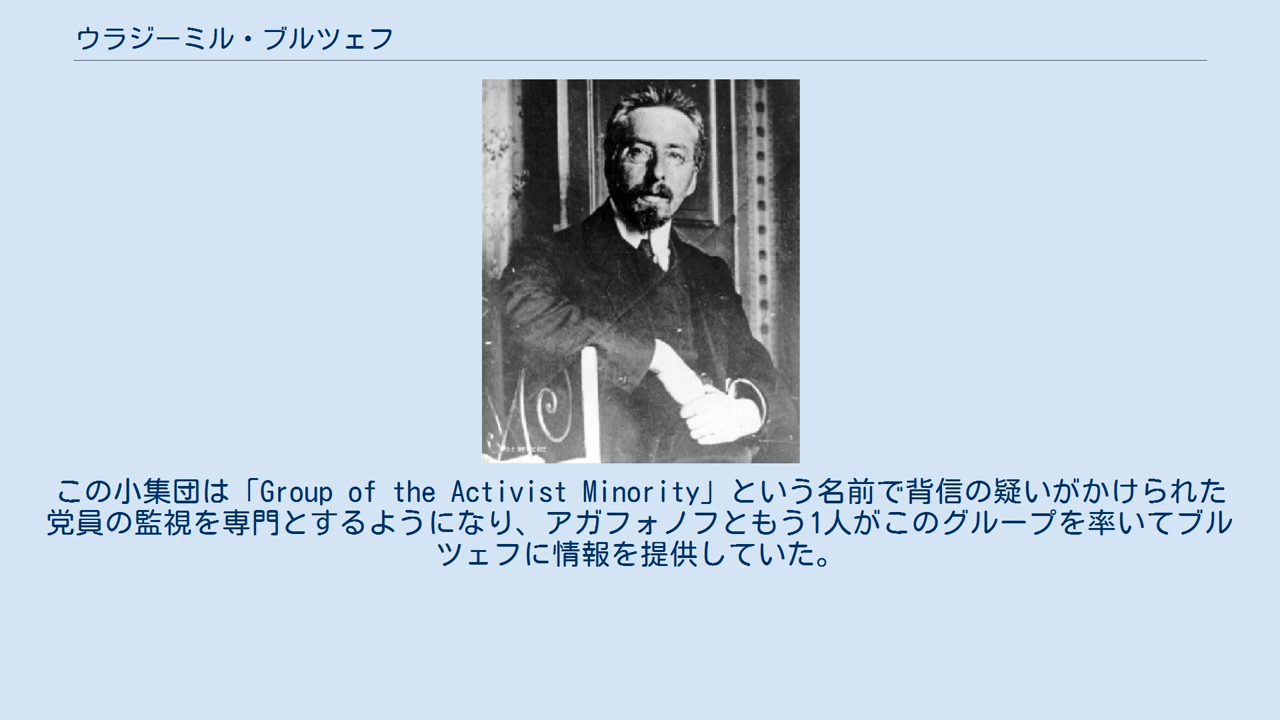 ウラジーミル・ブルツェフ
この小集団は「Group of the Activist Minority」という名前で背信の疑いがかけられた
党員の監視を専門とするようになり、アガフォノフともう1人がこのグループを率いてブル
ツェフに情報を提供していた。